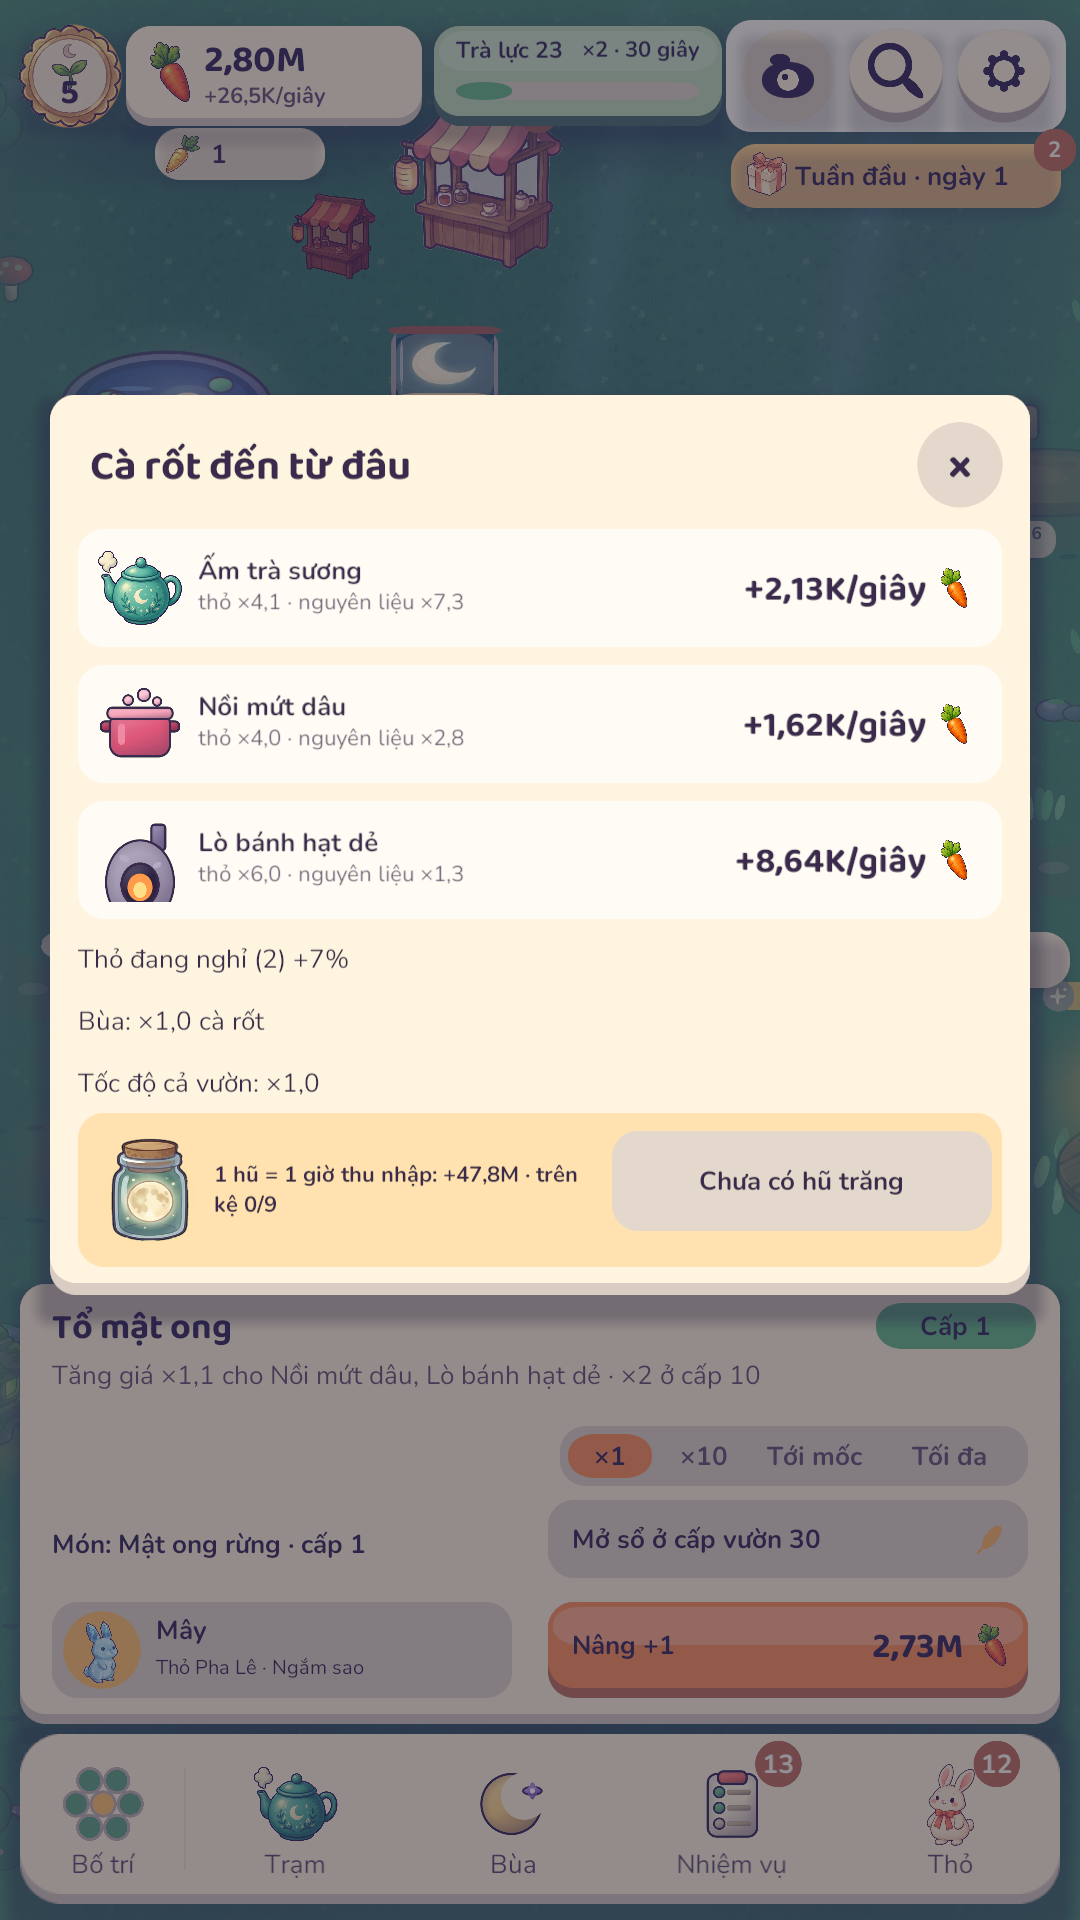 5
2,80M
+26,5K/giây
Trà lực 23 ×2 · 30 giây
1
2
Tuần đầu · ngày 1
Cà rốt đến từ đâu
×
Ấm trà sương
thỏ ×4,1 · nguyên liệu ×7,3
+2,13K/giây
6
Nồi mứt dâu
thỏ ×4,0 · nguyên liệu ×2,8
+1,62K/giây
Lò bánh hạt dẻ
thỏ ×6,0 · nguyên liệu ×1,3
+8,64K/giây
Thỏ đang nghỉ (2) +7%
Bùa: ×1,0 cà rốt
Tốc độ cả vườn: ×1,0
1 hũ = 1 giờ thu nhập: +47,8M · trên
kệ 0/9
Chưa có hũ trăng
Tổ mật ong
Cấp 1
Tăng giá ×1,1 cho Nồi mứt dâu, Lò bánh hạt dẻ · ×2 ở cấp 10
×1 ×10 Tới mốc Tối đa
Món: Mật ong rừng · cấp 1
Mở sổ ở cấp vườn 30
Mây
Thỏ Pha Lê · Ngắm sao
Nâng +1 2,73M
13
12
Bố trí
Trạm
Bùa
Nhiệm vụ
Thỏ